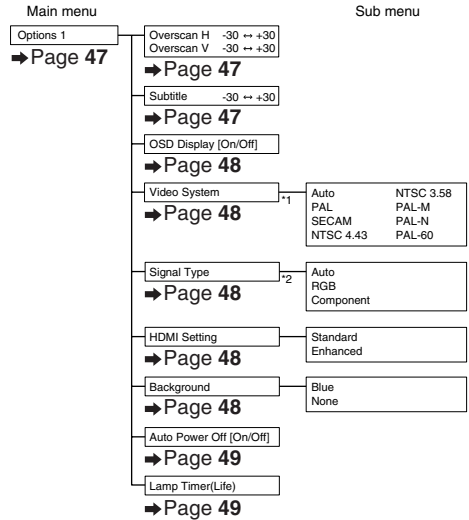 Main menu
Sub menu
Options 1
➡Page 47
Overscan H -30 ↔ +30
Overscan V -30 ↔ +30
➡Page 47
Subtitle -30 ↔ +30
➡Page 47
OSD Display [On/Off]
➡Page 48
Video System
*1
➡Page 48
Auto NTSC 3.58
PAL PAL-M
SECAM PAL-N
NTSC 4.43 PAL-60
Signal Type
*2
➡Page 48
Auto
RGB
Component
HDMI Setting
➡Page 48
Standard
Enhanced
Background
➡Page 48
Blue
None
Auto Power Off [On/Off]
➡Page 49
Lamp Timer(Life)
➡Page 49